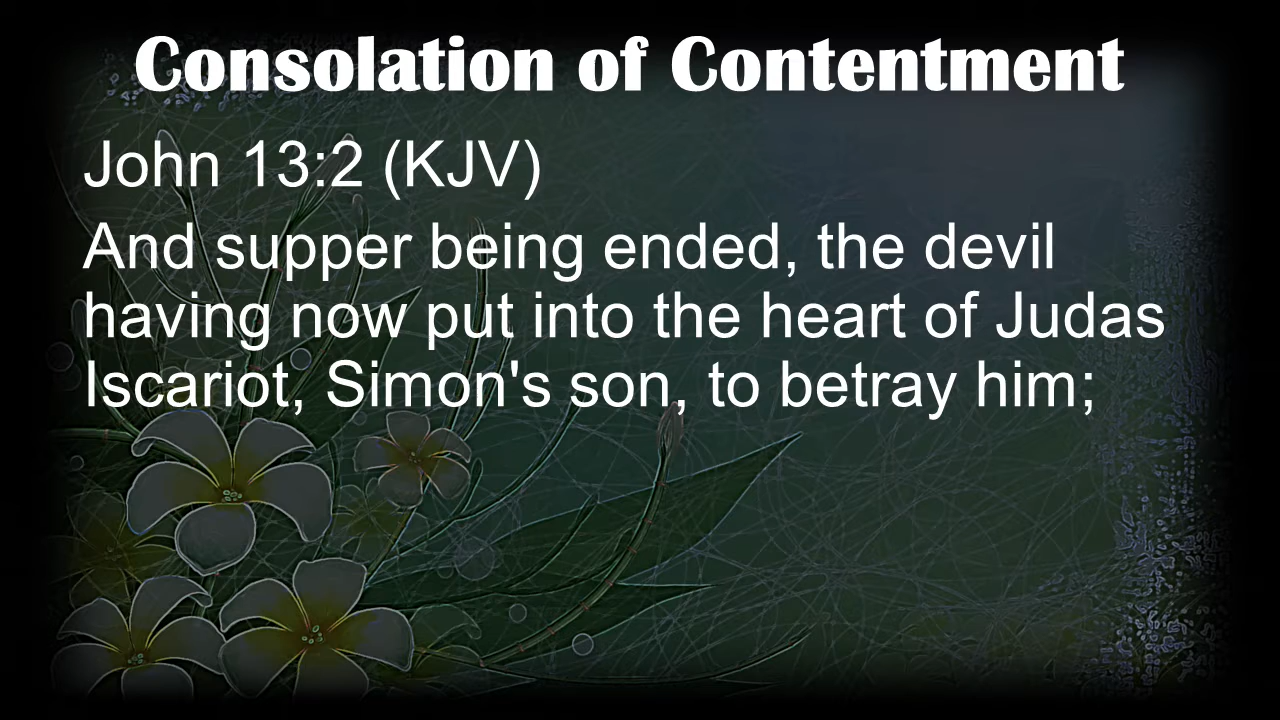 Consolation of Contentment
John 13:2 (KJV)
And supper being ended, the devil
having now put into the heart of Judas
Iscariot, Simon's son, to betray him;